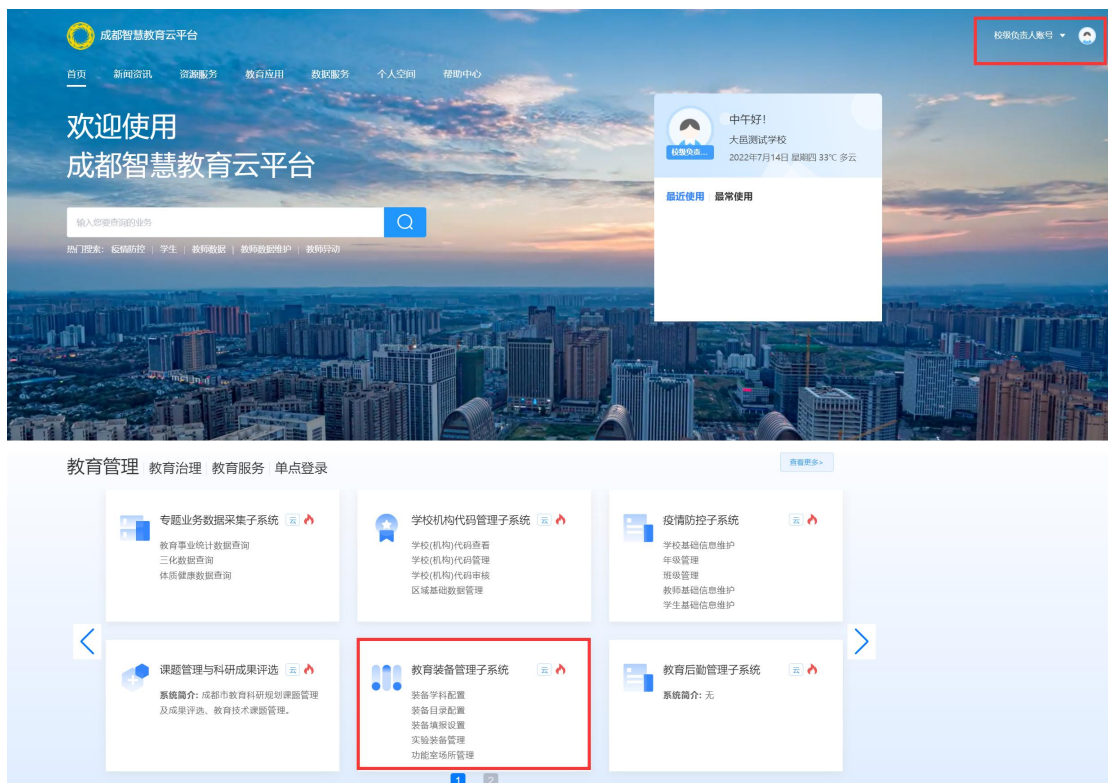 成都智慧教育云平台
校级负责人账号
首页 新闻资讯 资源服务 教育应用 数据服务 个人空间 帮助中心
欢迎使用
成都智慧教育云平台
中午好！
大邑测试学校
校级负责...
2022年7月14日 星期四 33℃ 多云
最近使用 最常使用
输入您要查询的业务
热门搜索: 疫情防控 | 学生 | 教师数据 | 教师数据维护 | 教师异动
教育管理 教育治理 教育服务 单点登录
查看更多>
专题业务数据采集子系统 云
教育事业统计数据查询
三化数据查询
体质健康数据查询
学校机构代码管理子系统 云
学校(机构)代码查看
学校(机构)代码管理
学校(机构)代码审核
区域基础数据管理
疫情防控子系统 云
学校基础信息维护
年级管理
班级管理
教师基础信息维护
学生基础信息维护
课题管理与科研成果评选 云
系统简介: 成都市教育科研规划课题管理
及成果评选、教育技术课题管理。
教育装备管理子系统 云
装备学科配置
装备目录配置
装备填报设置
实验装备管理
功能室场所管理
教育后勤管理子系统 云
系统简介: 无
1 2